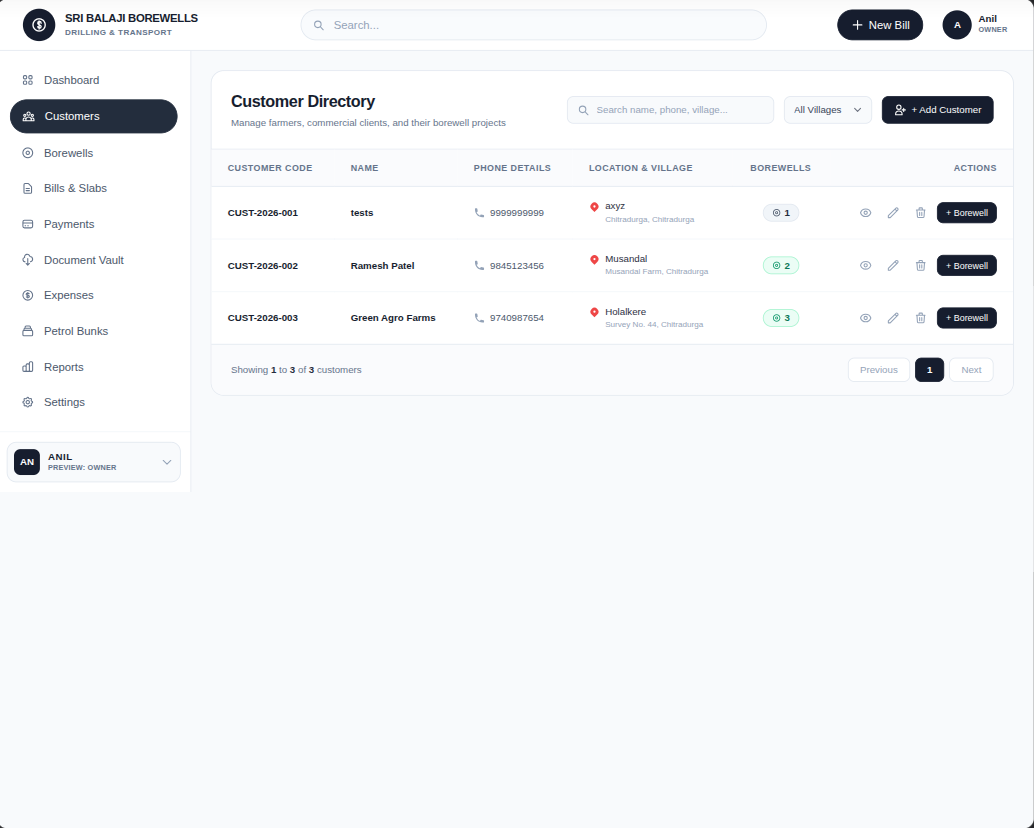 SRI BALAJI BOREWELLS
DRILLING & TRANSPORT
Search...
New Bill
A
Anil
OWNER
Dashboard
Customers
Borewells
Bills & Slabs
Payments
Document Vault
Expenses
Petrol Bunks
Reports
Settings
AN
ANIL
PREVIEW: OWNER
Customer Directory
Manage farmers, commercial clients, and their borewell projects
Search name, phone, village...
All Villages
+ Add Customer
CUSTOMER CODE NAME PHONE DETAILS LOCATION & VILLAGE BOREWELLS ACTIONS
CUST-2026-001 tests 9999999999 axyz 1 + Borewell
Chitradurga, Chitradurga
CUST-2026-002 Ramesh Patel 9845123456 Musandal 2 + Borewell
Musandal Farm, Chitradurga
CUST-2026-003 Green Agro Farms 9740987654 Holalkere 3 + Borewell
Survey No. 44, Chitradurga
Showing 1 to 3 of 3 customers
Previous 1 Next